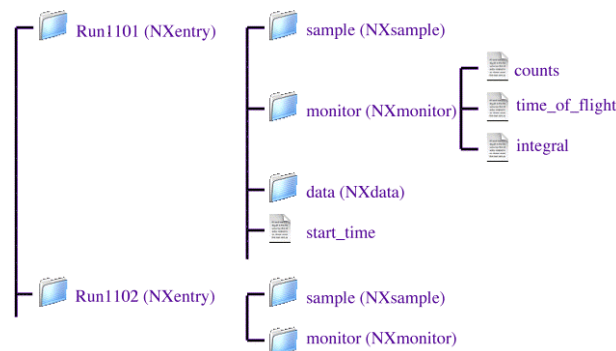 Run1101 (NXentry)
sample (NXsample)
monitor (NXmonitor)
counts
time_of_flight
integral
data (NXdata)
start_time
Run1102 (NXentry)
sample (NXsample)
monitor (NXmonitor)